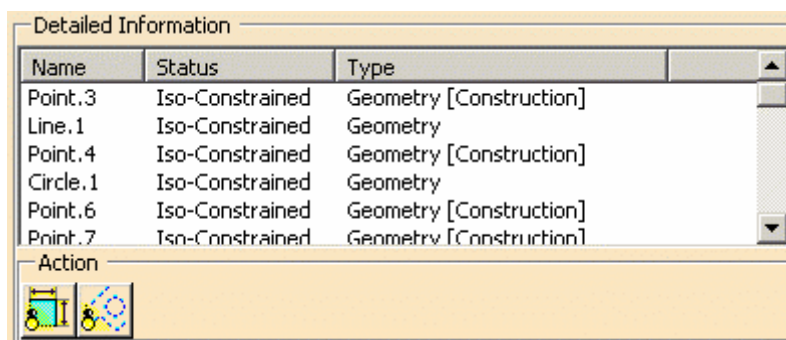 Detailed Information
Name Status Type
Point.3 Iso-Constrained Geometry [Construction]
Line.1 Iso-Constrained Geometry
Point.4 Iso-Constrained Geometry [Construction]
Circle.1 Iso-Constrained Geometry
Point.6 Iso-Constrained Geometry [Construction]
Point.7 Iso-Constrained Geometry [Construction]
Action